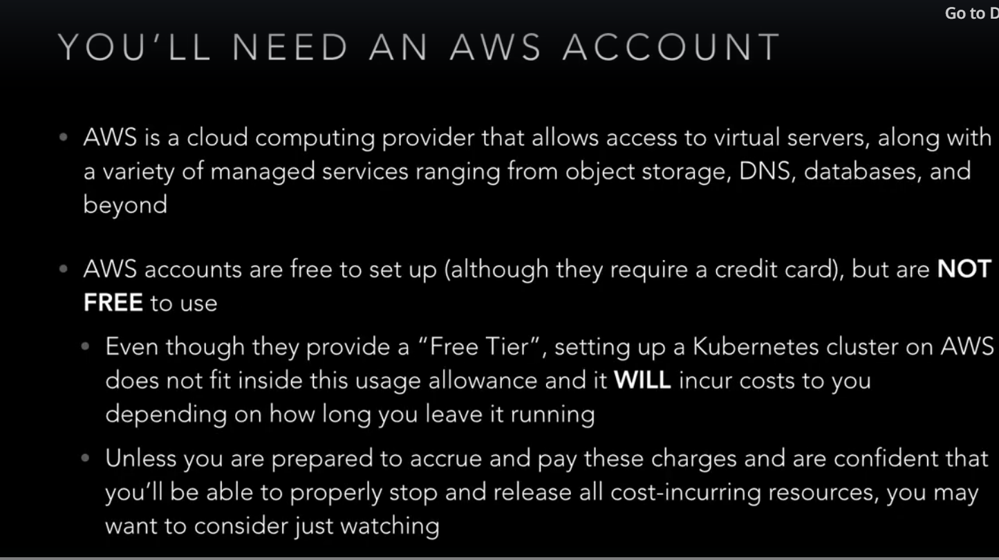 Go to D
YOU’LL NEED AN AWS ACCOUNT
• AWS is a cloud computing provider that allows access to virtual servers, along with
a variety of managed services ranging from object storage, DNS, databases, and
beyond
• AWS accounts are free to set up (although they require a credit card), but are NOT
FREE to use
• Even though they provide a “Free Tier”, setting up a Kubernetes cluster on AWS
does not fit inside this usage allowance and it WILL incur costs to you
depending on how long you leave it running
• Unless you are prepared to accrue and pay these charges and are confident that
you’ll be able to properly stop and release all cost-incurring resources, you may
want to consider just watching